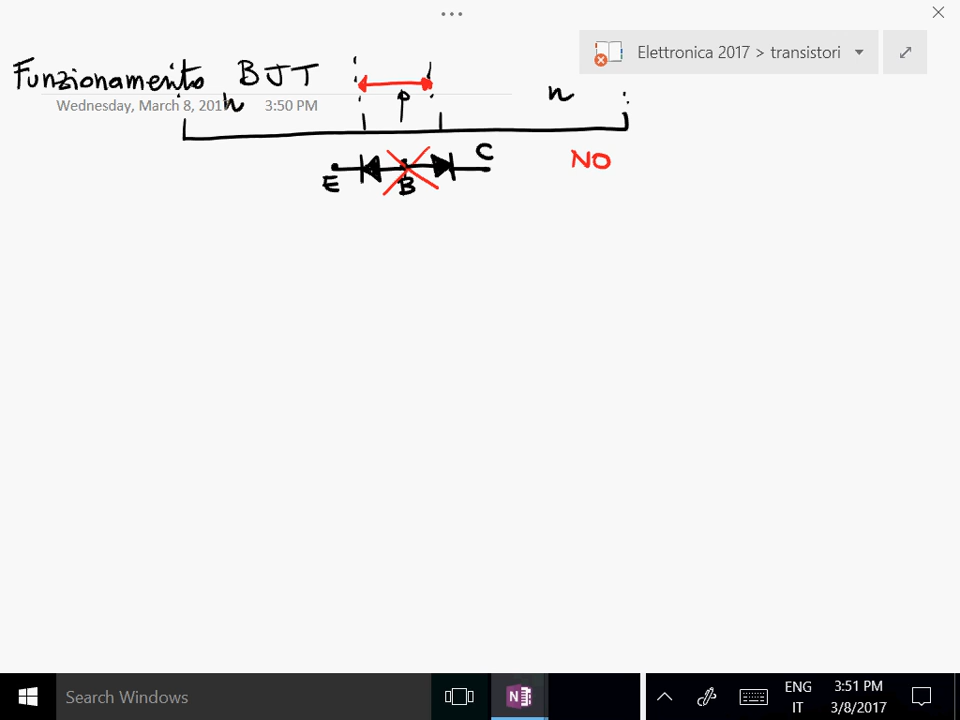 Elettronica 2017 > transistori
Funzionamento BJT
Wednesday, March 8, 2017 3:50 PM
n p n
E B C
NO
Search Windows
ENG 3:51 PM
IT 3/8/2017